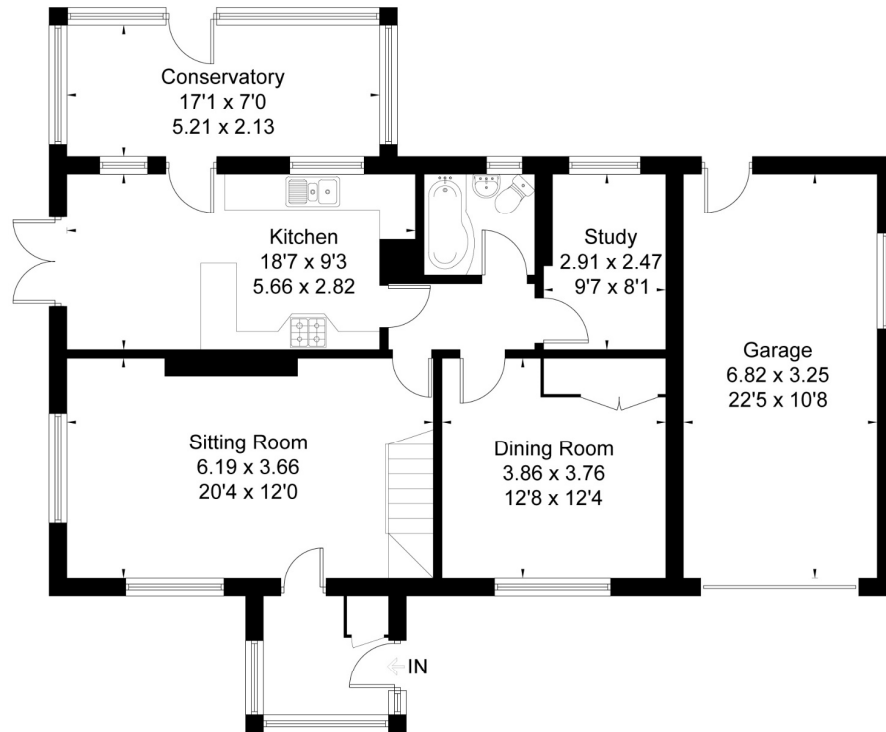 Conservatory
17'1 x 7'0
5.21 x 2.13
Kitchen
18'7 x 9'3
5.66 x 2.82
Study
2.91 x 2.47
9'7 x 8'1
Garage
6.82 x 3.25
22'5 x 10'8
Sitting Room
6.19 x 3.66
20'4 x 12'0
Dining Room
3.86 x 3.76
12'8 x 12'4
IN